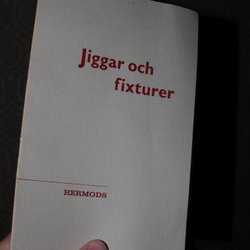 Jiggar och
fixturer
HERMODS